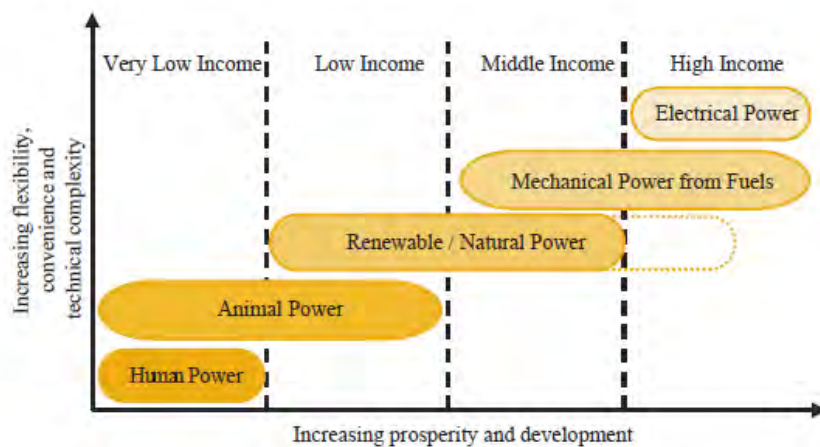 Very Low Income
Low Income
Middle Income
High Income
Electrical Power
Mechanical Power from Fuels
Renewable / Natural Power
Animal Power
Human Power
Increasing flexibility,
convenience and
technical complexity
Increasing prosperity and development